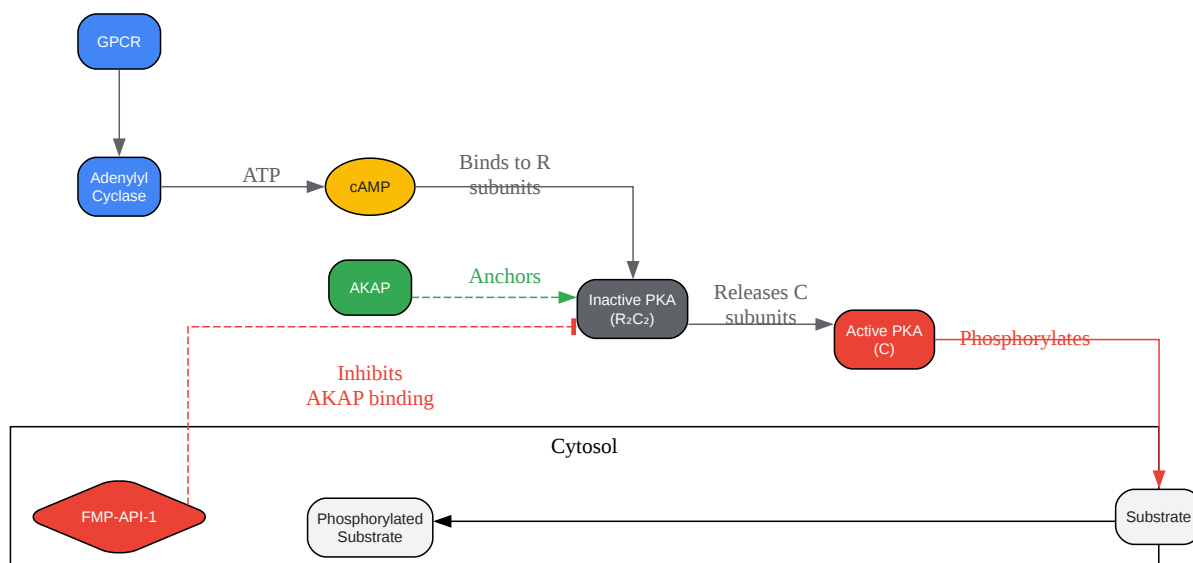 GPCR
Adenylyl
Cyclase
ATP
cAMP
Binds to R
subunits
AKAP
Anchors
Inactive PKA
(R₂C₂)
Releases C
subunits
Active PKA
(C)
Phosphorylates
Inhibits
AKAP binding
Cytosol
FMP-API-1
Phosphorylated
Substrate
Substrate